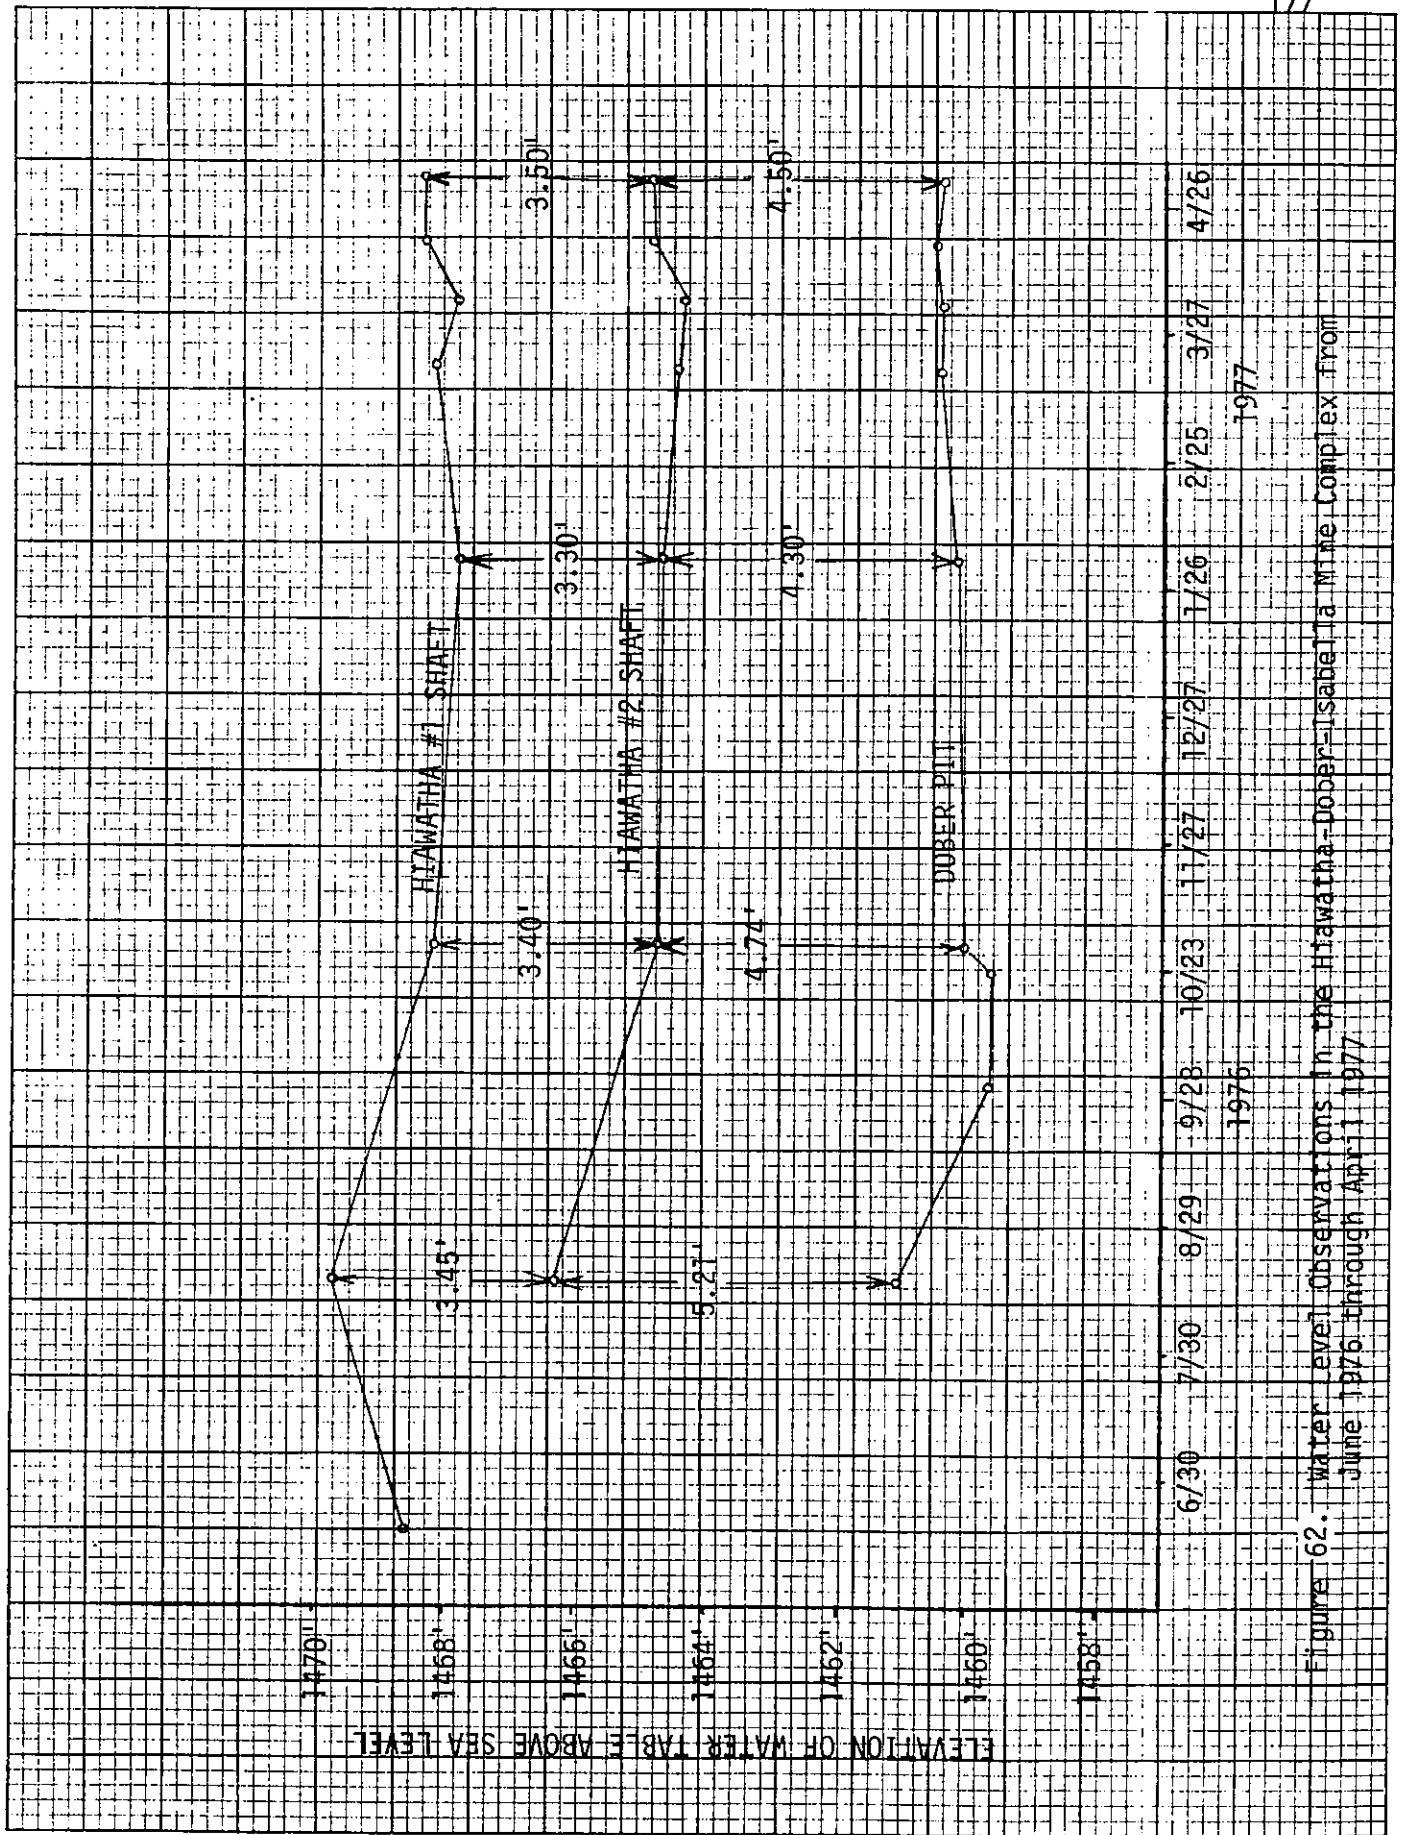 177
ELEVATION OF WATER TABLE ABOVE SEA LEVEL
1470'
1468'
1466'
1464'
1462'
1460'
1458'
HIAWATHA #1 SHAFT
HIAWATHA #2 SHAFT
DOBER PIT
3.45'
3.40'
3.30'
3.50'
5.21'
4.74'
4.30'
4.50'
6/30 7/30 8/29 9/28 10/23 11/27 12/27 1/26 2/25 3/27 4/26
1976 1977
Figure 62. Water Level Observations in the Hiawatha-Dober-Isabella Mine Complex from
June 1976 through April 1977